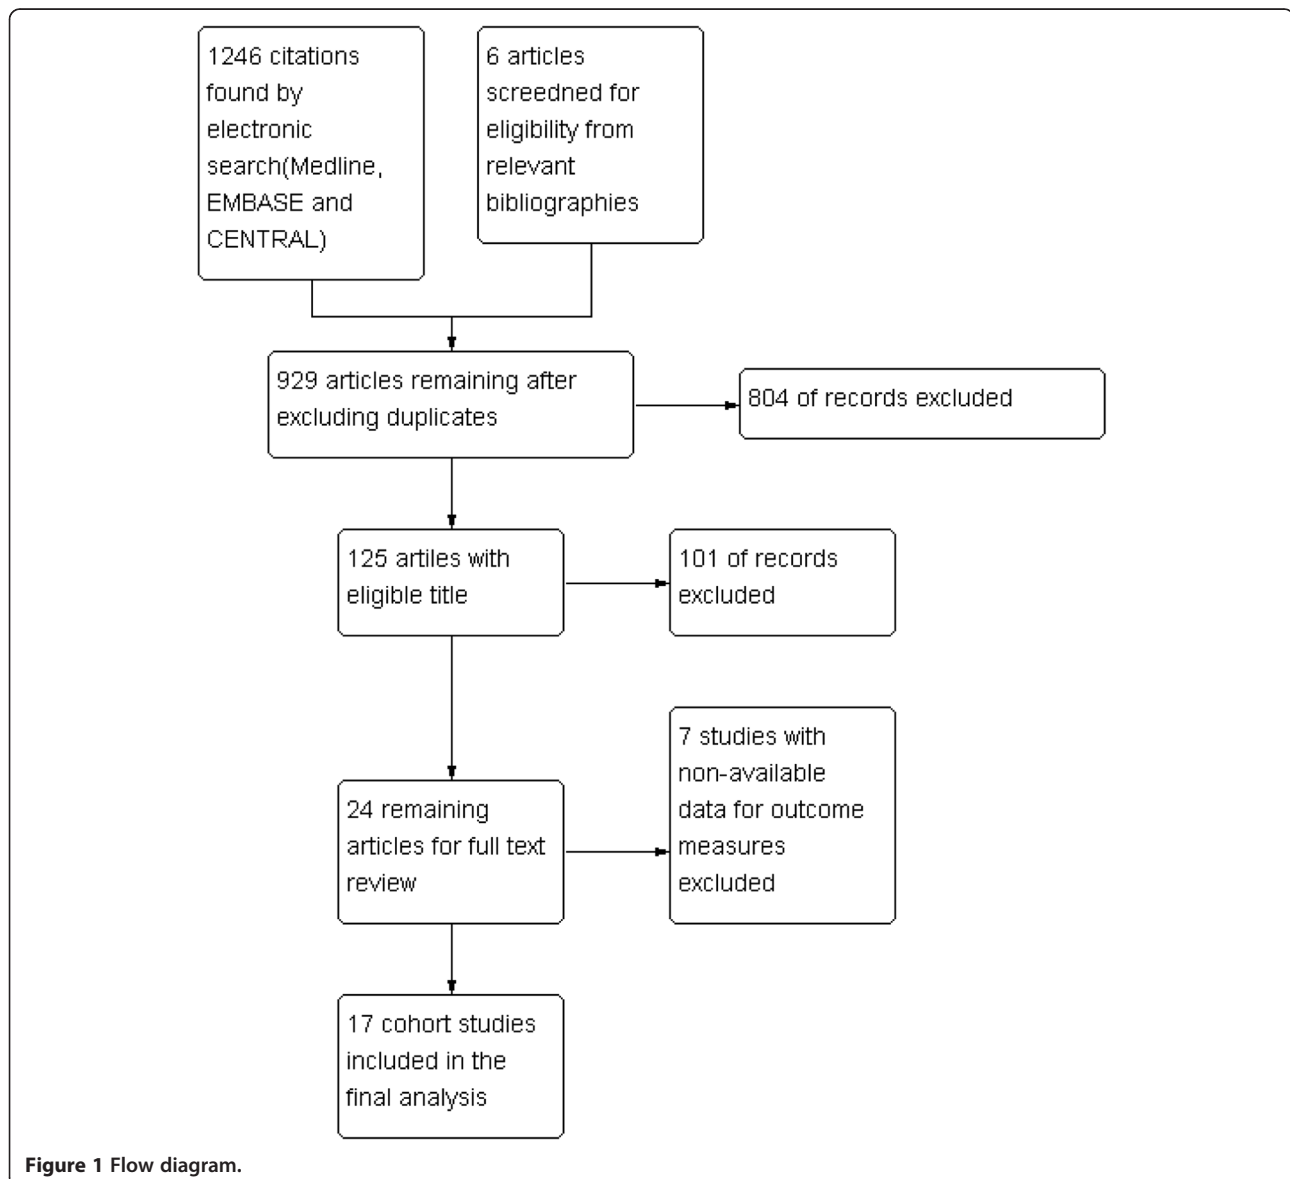 1246 citations
found by
electronic
search(Medline,
EMBASE and
CENTRAL)
6 articles
screedned for
eligibility from
relevant
bibliographies
929 articles remaining after
excluding duplicates
804 of records excluded
125 artiles with
eligible title
101 of records
excluded
7 studies with
non-available
data for outcome
measures
excluded
24 remaining
articles for full text
review
17 cohort studies
included in the
final analysis
Figure 1 Flow diagram.